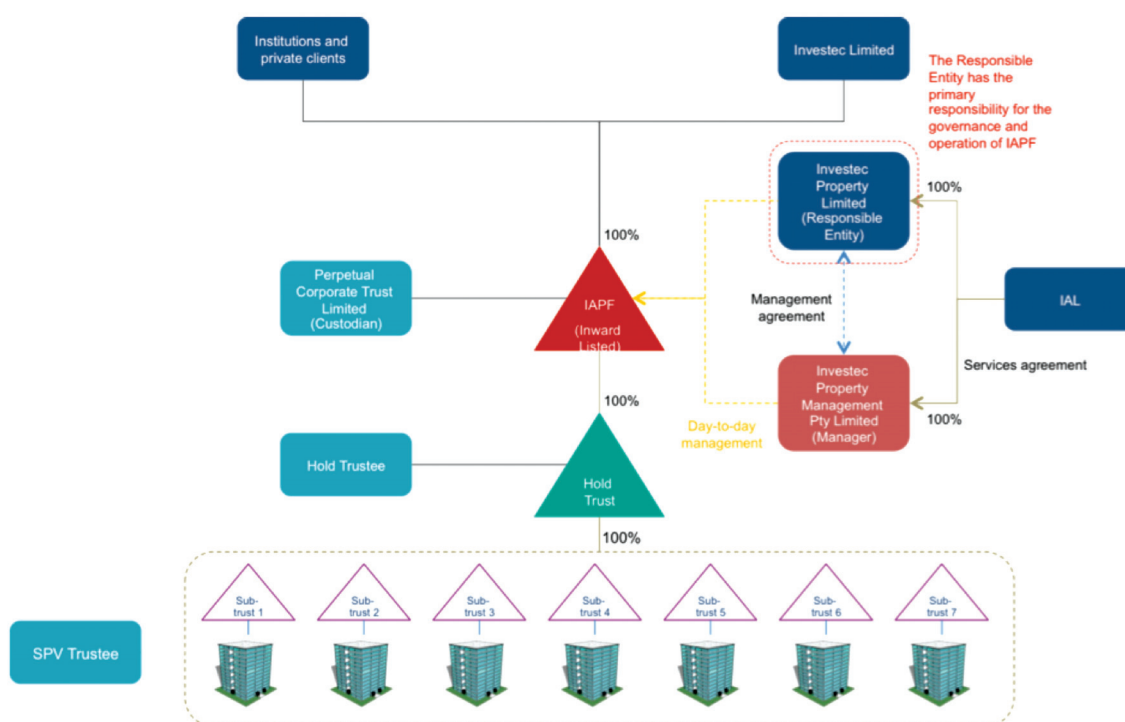 Institutions and
private clients
Investec Limited
The Responsible
Entity has the
primary
responsibility for the
governance and
operation of IAPF
Investec
Property
Limited
(Responsible
Entity)
100%
100%
Perpetual
Corporate Trust
Limited
(Custodian)
IAPF
(Inward
Listed)
Management
agreement
IAL
Services agreement
Investec
Property
Management
Pty Limited
(Manager)
100%
100%
Day-to-day
management
Hold Trustee
Hold
Trust
100%
Sub-
trust 1
Sub-
trust 2
Sub-
trust 3
Sub-
trust 4
Sub-
trust 5
Sub-
trust 6
Sub-
trust 7
SPV Trustee